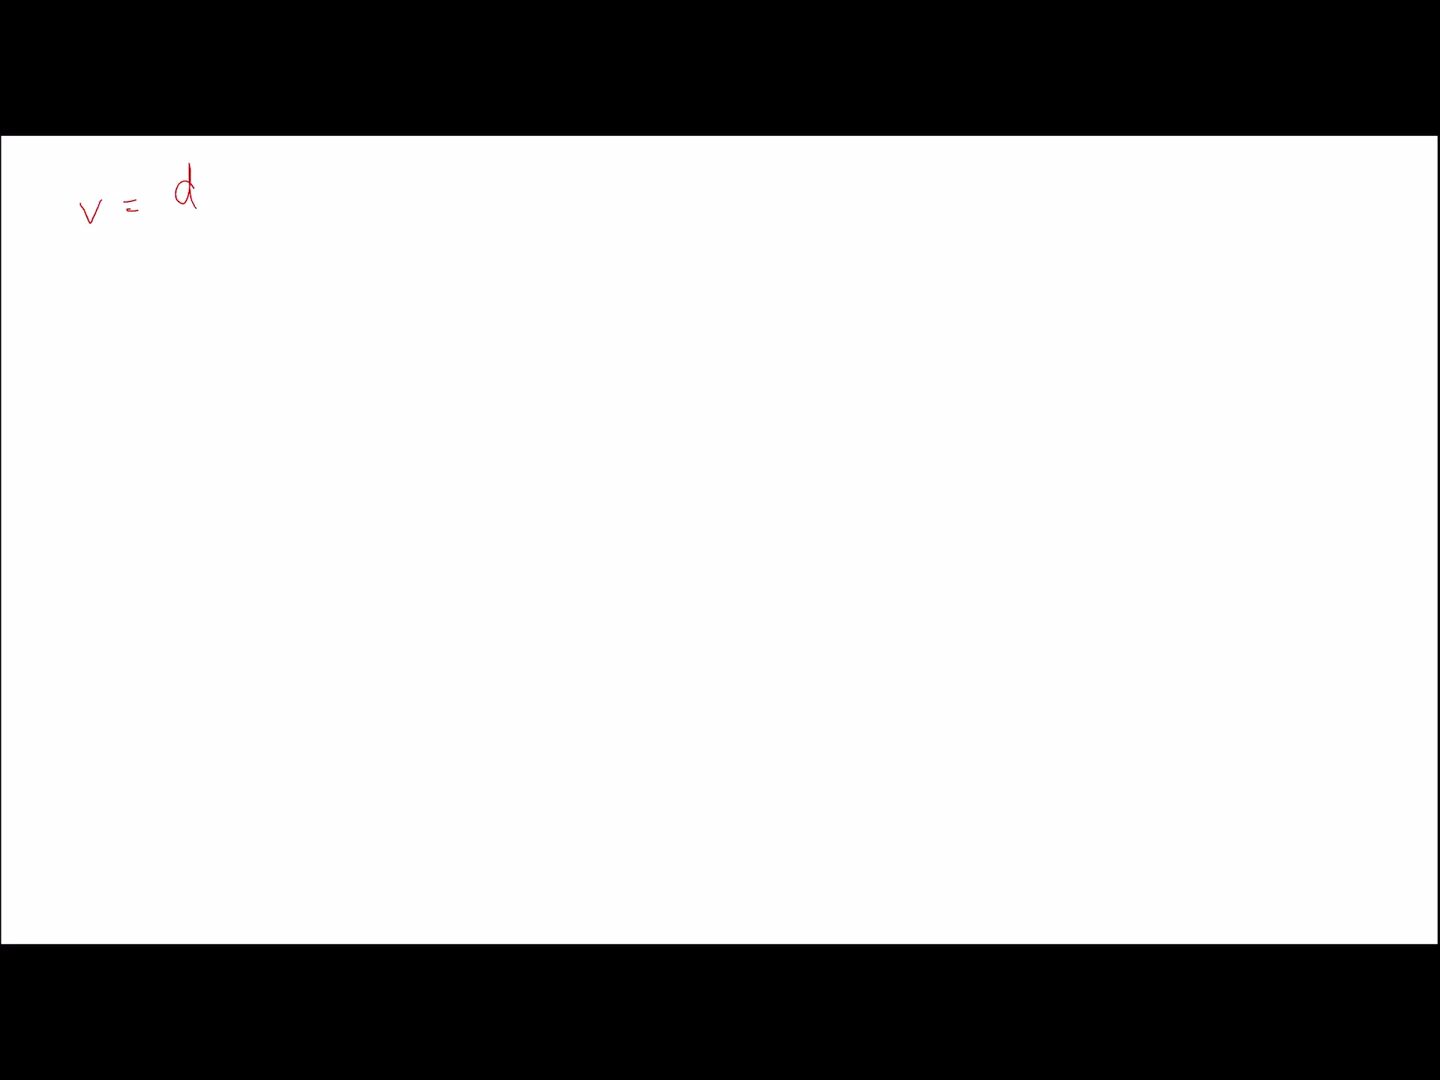 v = d